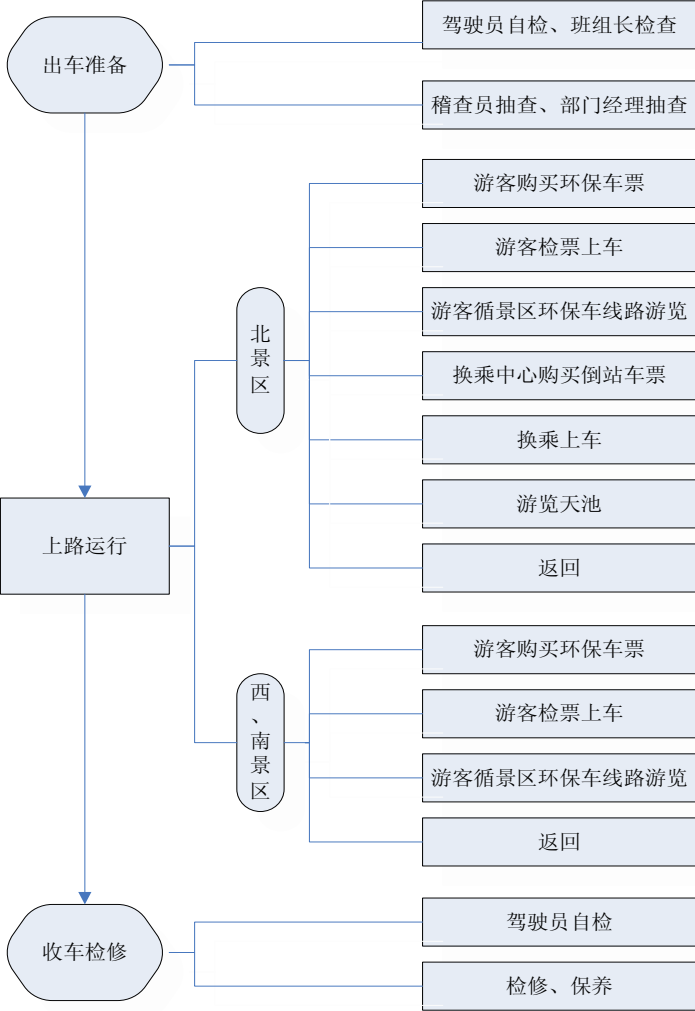 出车准备
驾驶员自检、班组长检查
稽查员抽查、部门经理抽查
上路运行
北景区
游客购买环保车票
游客检票上车
游客循景区环保车线路游览
换乘中心购买倒站车票
换乘上车
游览天池
返回
西、南景区
游客购买环保车票
游客检票上车
游客循景区环保车线路游览
返回
收车检修
驾驶员自检
检修、保养